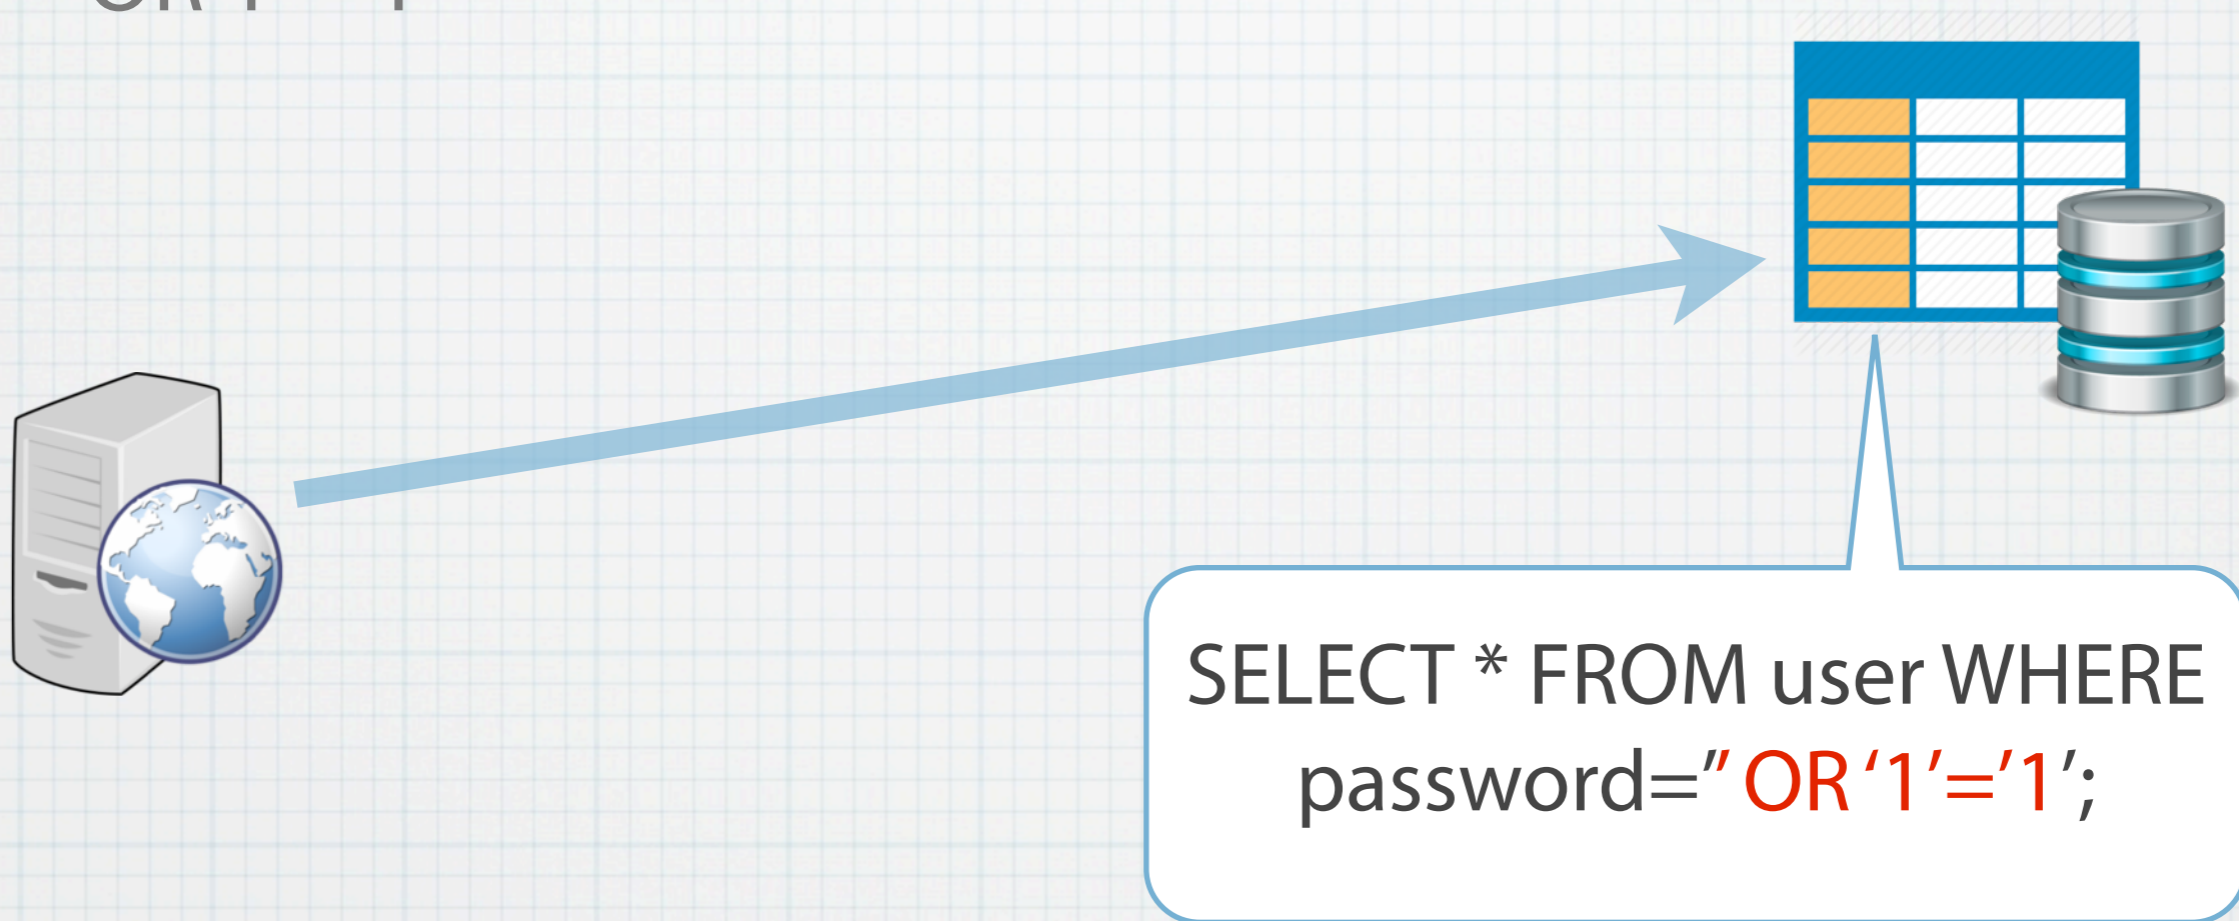 SELECT * FROM user WHERE
password=’’ OR ‘1’=’1’;